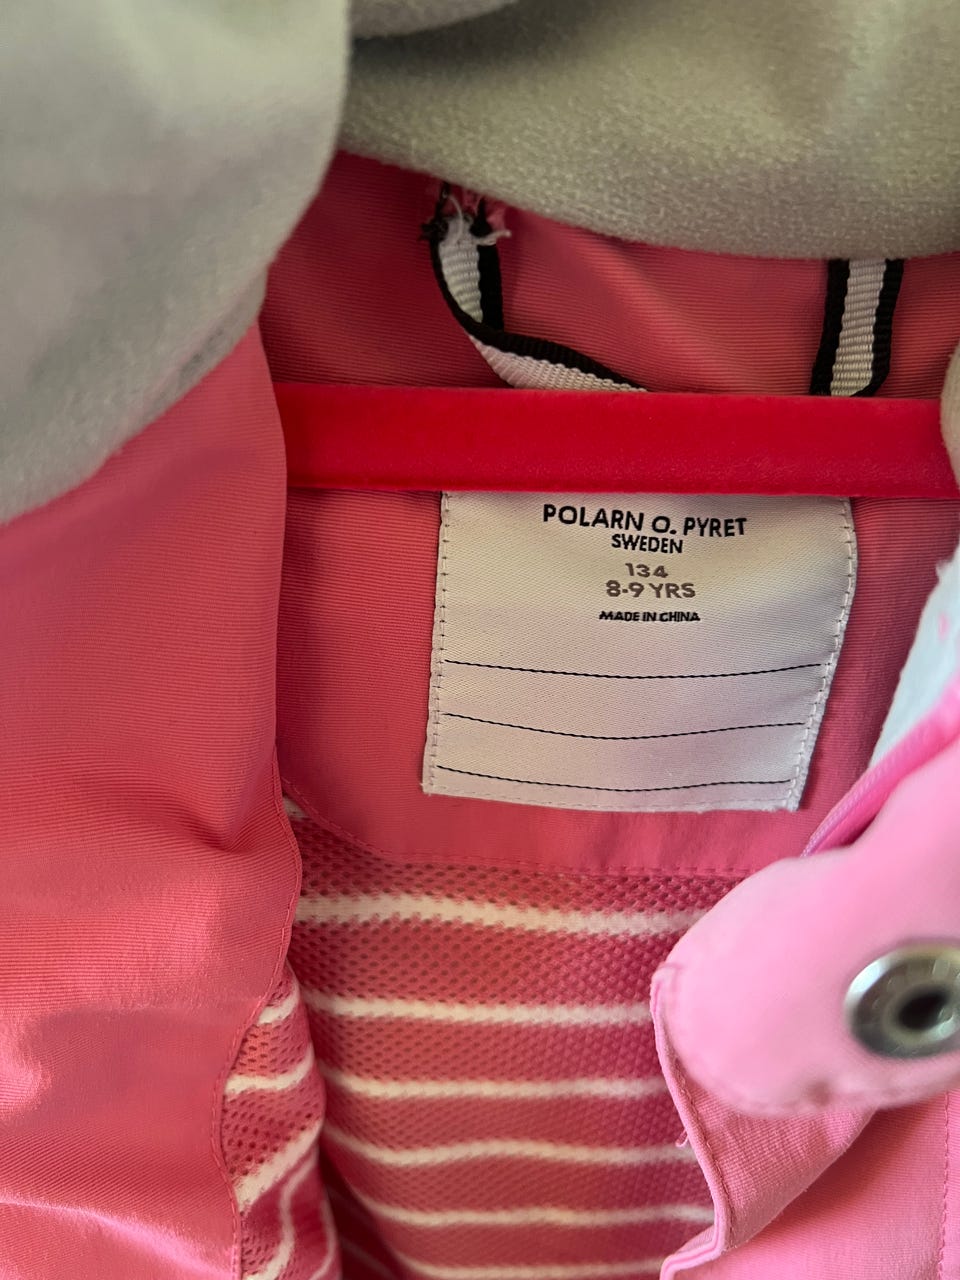 POLARN O. PYRET
SWEDEN
134
8-9 YRS
MADE IN CHINA